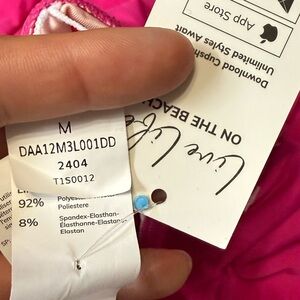 M
DAA12M3L001DD
2404
T1S0012
92%
Poliestere
8%
Spandex-Elasthan-
Élasthanne-Elastano-
Elastan
App Store
Download Cupsh
Unlimited Styles Await
Live Life
ON THE BEACH